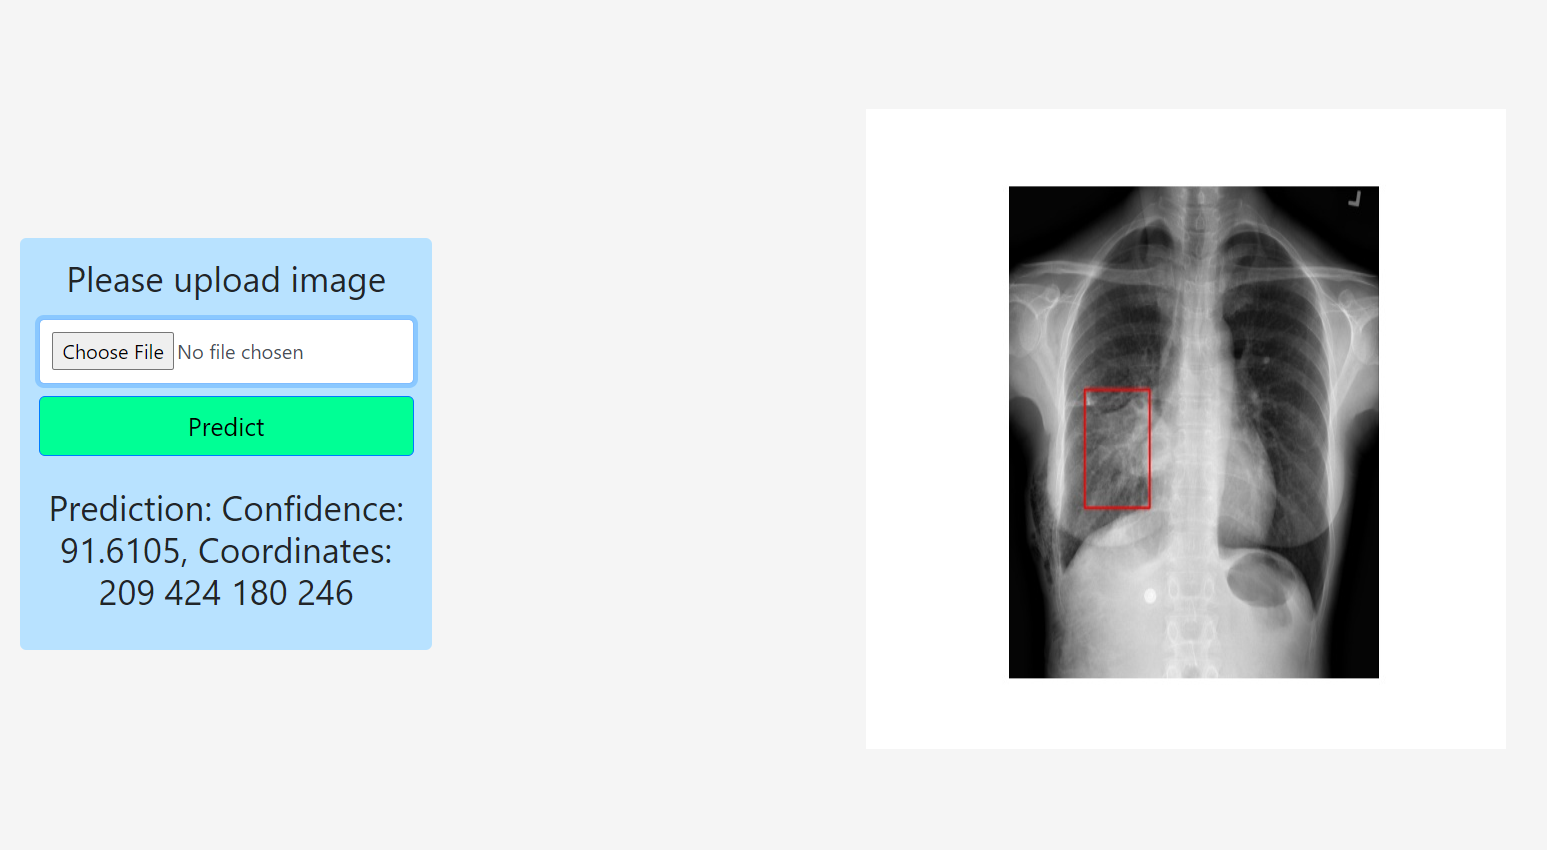 Please upload image
Choose File No file chosen
Predict
Prediction: Confidence:
91.6105, Coordinates:
209 424 180 246
L